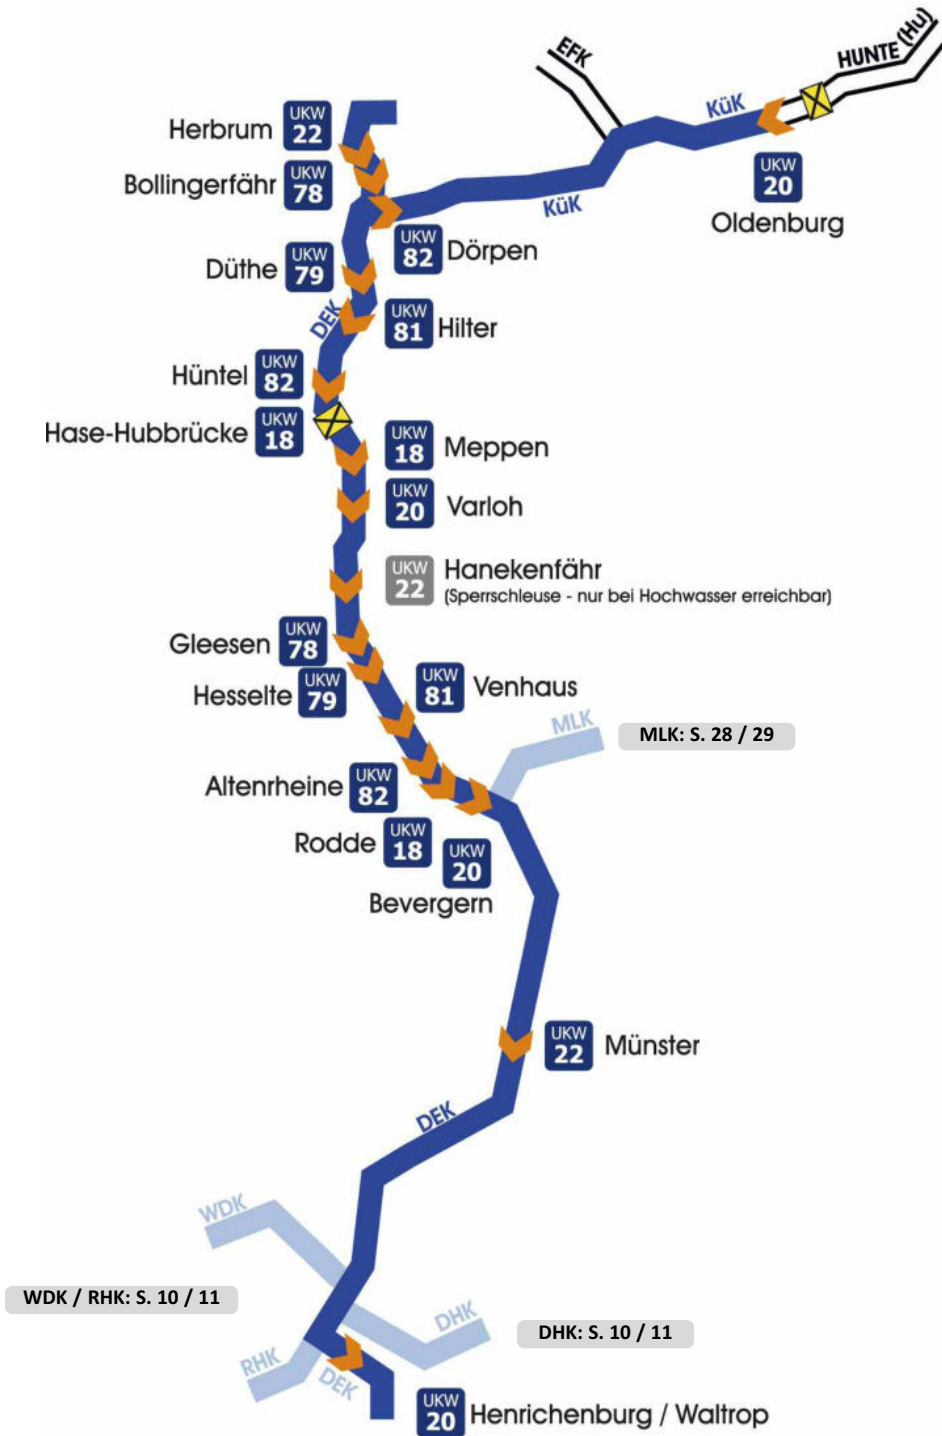 EFK
HUNTE (Hu)
KüK
UKW
20
Oldenburg
Herbrum
UKW
22
Bollingerfähr
UKW
78
KüK
UKW
82
Dörpen
Düthe
UKW
79
DEK
UKW
81
Hilter
Hüntel
UKW
82
Hase-Hubbrücke
UKW
18
UKW
18
Meppen
UKW
20
Varloh
UKW
22
Hanekenfähr
(Sperrschleuse - nur bei Hochwasser erreichbar)
Gleesen
UKW
78
Hesselte
UKW
79
UKW
81
Venhaus
MLK
MLK: S. 28 / 29
Altenrheine
UKW
82
Rodde
UKW
18
UKW
20
Bevergern
UKW
22
Münster
DEK
WDK
WDK / RHK: S. 10 / 11
DHK
DHK: S. 10 / 11
RHK
DEK
UKW
20
Henrichenburg / Waltrop